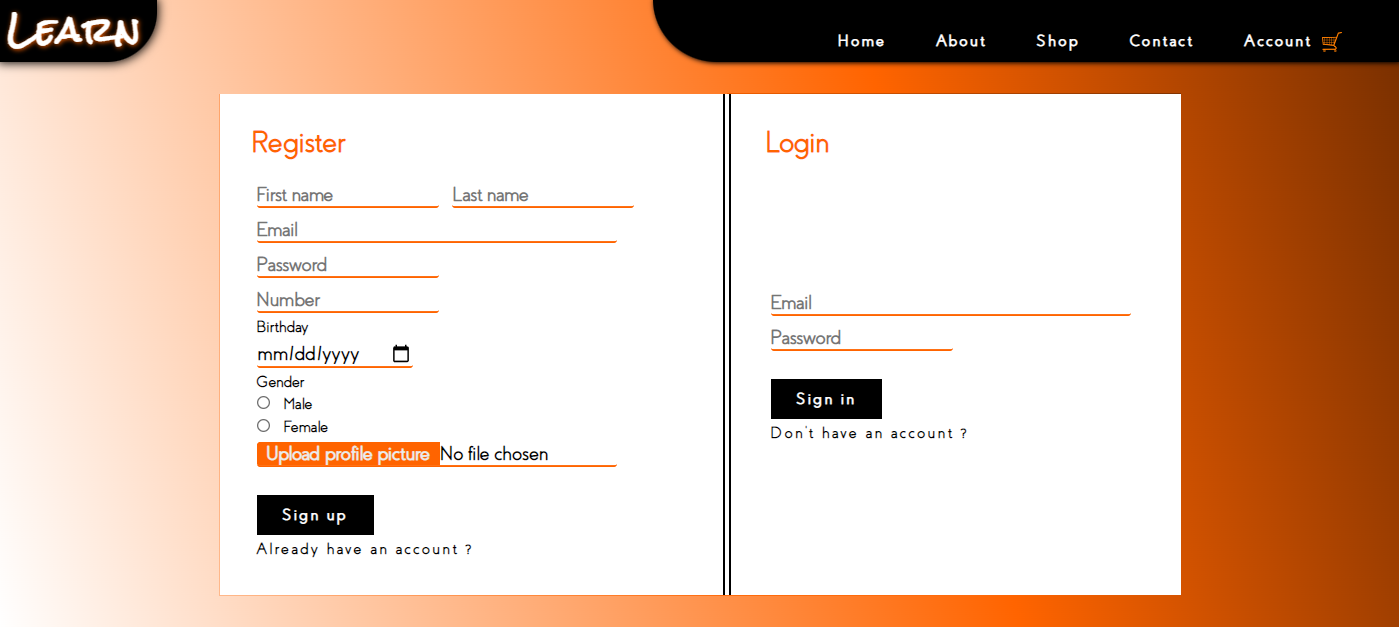 Learn
Home About Shop Contact Account
Register
First name Last name
Email
Password
Number
Birthday
mm/dd/yyyy
Gender
Male
Female
Upload profile picture No file chosen
Sign up
Already have an account ?
Login
Email
Password
Sign in
Don't have an account ?